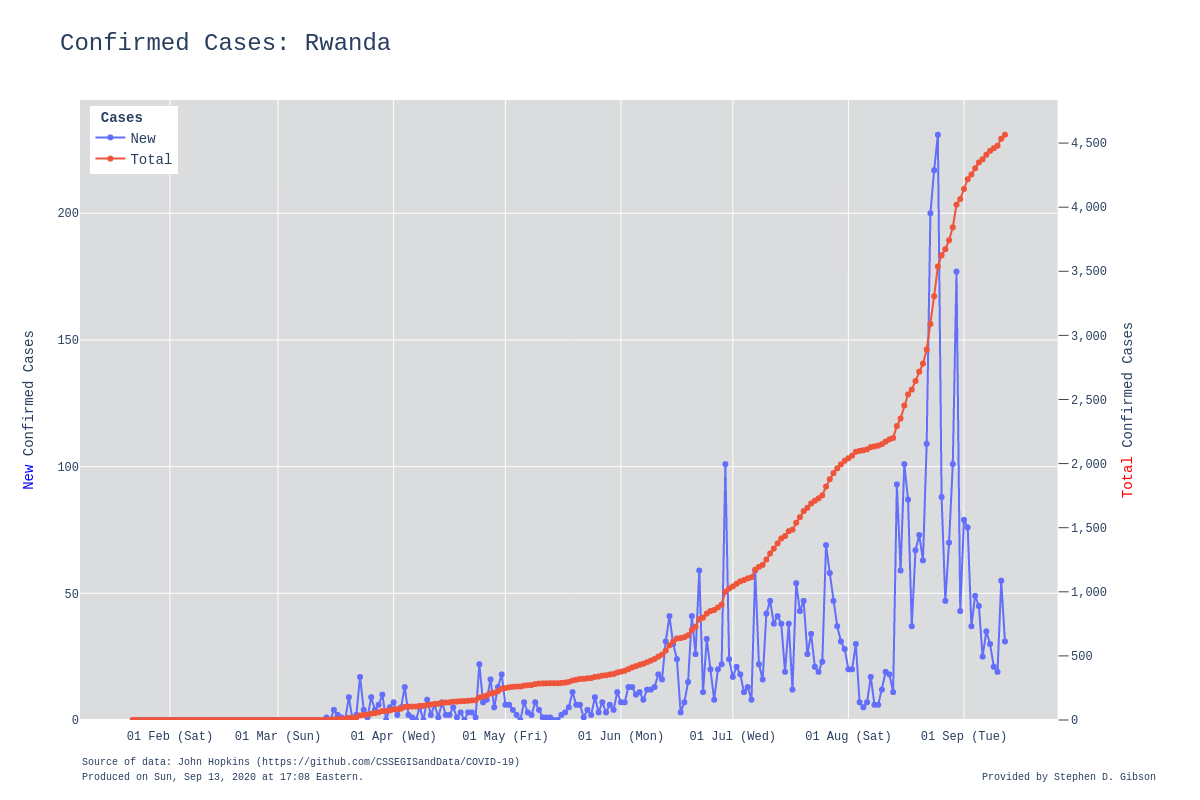 Confirmed Cases: Rwanda
Cases
New
Total
200
150
100
50
0
4,500
4,000
3,500
3,000
2,500
2,000
1,500
1,000
500
0
New Confirmed Cases
Total Confirmed Cases
01 Feb (Sat)
01 Mar (Sun)
01 Apr (Wed)
01 May (Fri)
01 Jun (Mon)
01 Jul (Wed)
01 Aug (Sat)
01 Sep (Tue)
Source of data: John Hopkins (https://github.com/CSSEGISandData/COVID-19)
Produced on Sun, Sep 13, 2020 at 17:08 Eastern.
Provided by Stephen D. Gibson